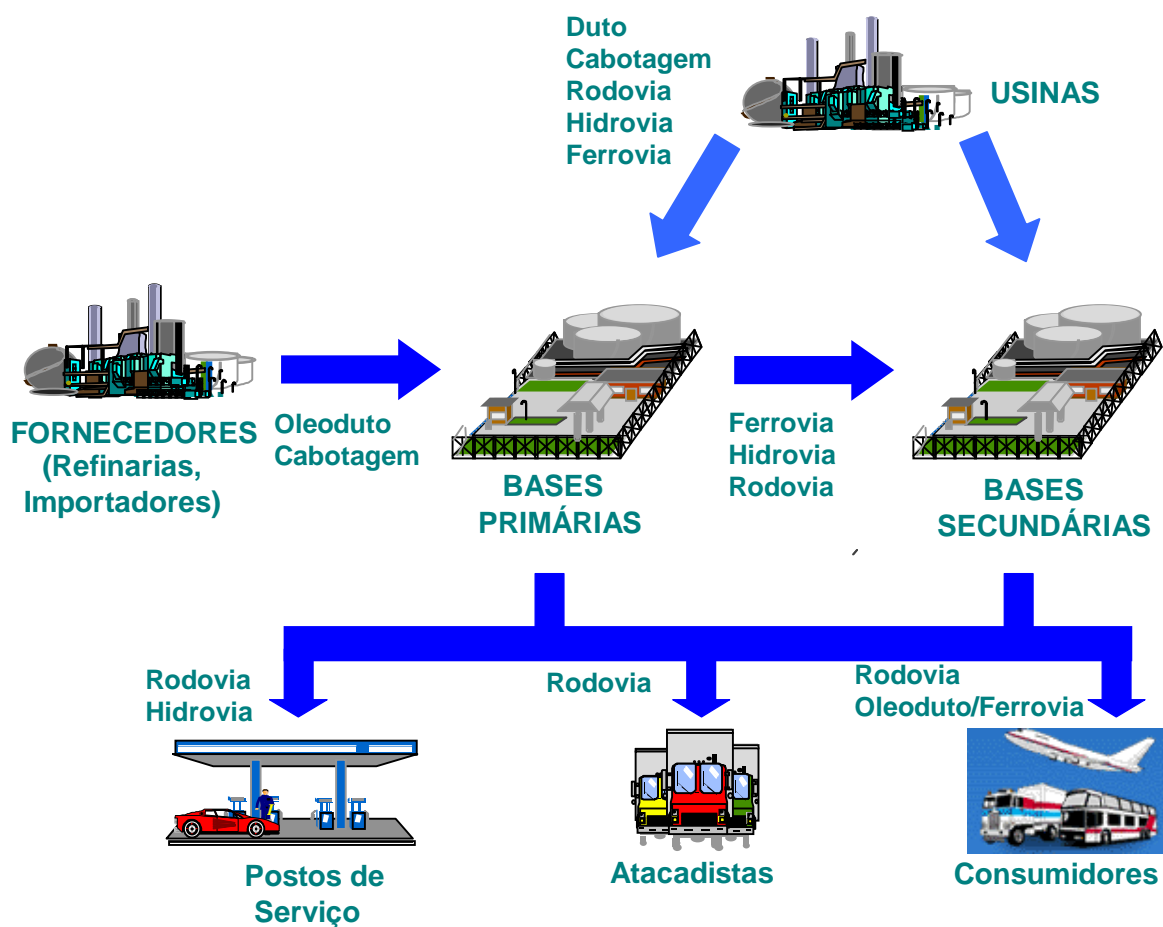 Duto
Cabotagem
Rodovia
Hidrovia
Ferrovia
USINAS
FORNECEDORES
(Refinarias,
Importadores)
Oleoduto
Cabotagem
BASES
PRIMÁRIAS
Ferrovia
Hidrovia
Rodovia
BASES
SECUNDÁRIAS
Rodovia
Hidrovia
Rodovia
Rodovia
Oleoduto/Ferrovia
Postos de
Serviço
Atacadistas
Consumidores